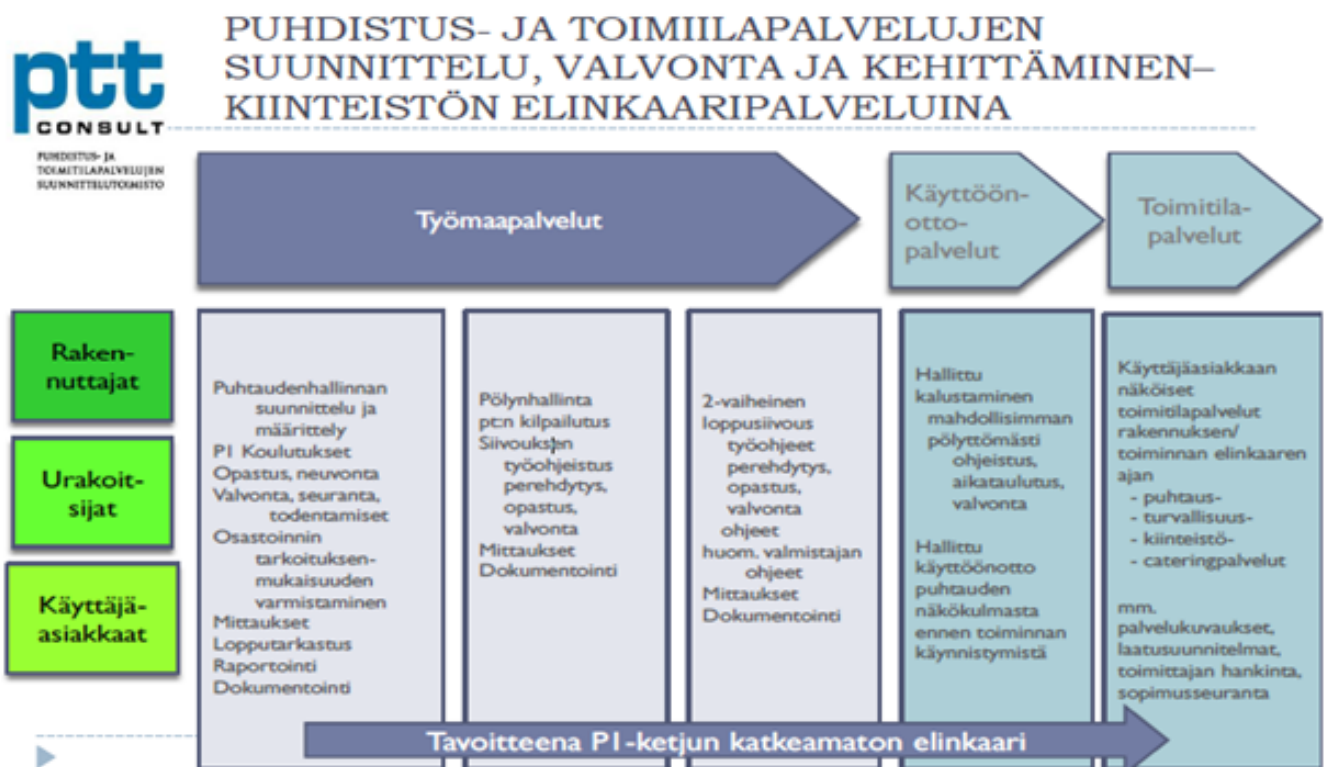 ptt
CONSULT
PUHDISTUS- JA
TOIMITILAPALVELUJEN
SUUNNITTELUTOIMISTO
PUHDISTUS- JA TOIMIILAPALVELUJEN
SUUNNITTELU, VALVONTA JA KEHITTÄMINEN–
KIINTEISTÖN ELINKAARIPALVELUINA
Työmaapalvelut
Käyttöön-
otto-
palvelut
Toimitila-
palvelut
Raken-
nuttajat
Urakoit-
sijat
Käyttäjä-
asiakkaat
Puhtaudenhallinnan
suunnittelu ja
määrittely
P1 Koulutukset
Opastus, neuvonta
Valvonta, seuranta,
todentamiset
Osastoinnin
tarkoituksen-
mukaisuuden
varmistaminen
Mittaukset
Lopputarkastus
Raportointi
Dokumentointi
Pölynhallinta
pt:n kilpailutus
Siivouksen
työohjeistus
perehdytys,
opastus,
valvonta
Mittaukset
Dokumentointi
2-vaiheinen
loppusiivous
työohjeet
perehdytys,
opastus,
valvonta
ohjeet
huom. valmistajan
ohjeet
Mittaukset
Dokumentointi
Hallittu
kalustaminen
mahdollisimman
pölyttömästi
ohjeistus,
aikataulutus,
valvonta
Hallittu
käyttöönotto
puhtauden
näkökulmasta
ennen toiminnan
käynnistymistä
Käyttäjäasiakkaan
näköiset
toimitilapalvelut
rakennuksen/
toiminnan elinkaaren
ajan
- puhtaus-
- turvallisuus-
- kiinteistö-
- cateringpalvelut
mm.
palvelukuvaukset,
laatusuunnitelmat,
toimittajan hankinta,
sopimusseuranta
Tavoitteena P1-ketjun katkeamaton elinkaari